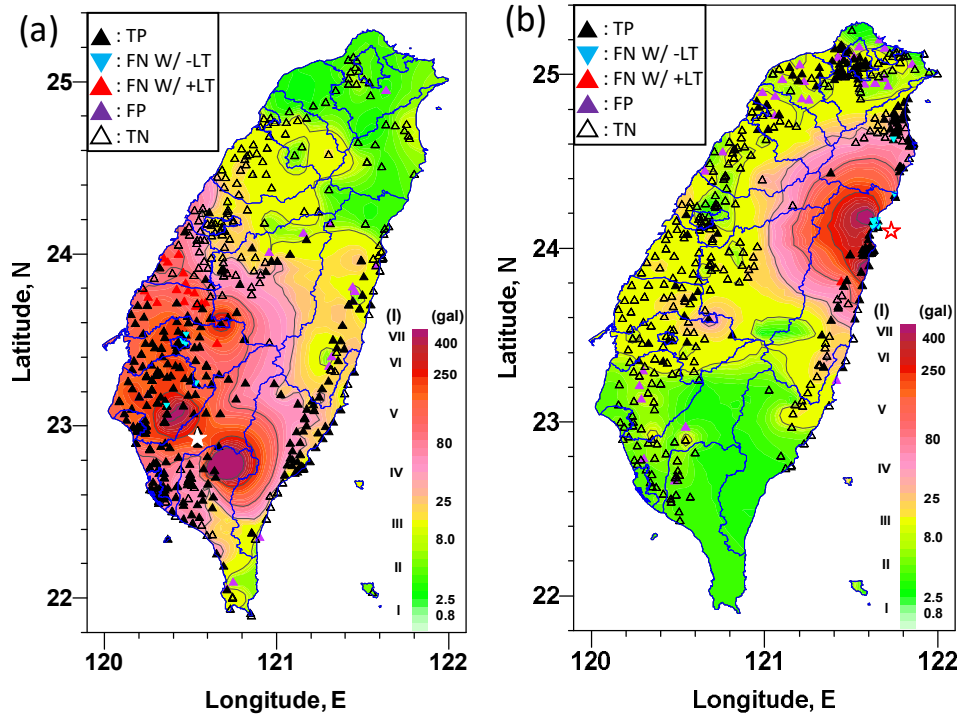 (a)
: TP
: FN W/ -LT
: FN W/ +LT
: FP
: TN
25
24
23
22
Latitude, N
120
121
122
Longitude, E
(I) (gal)
VII 400
VI 250
V
80
IV
25
III
8.0
II
2.5
I 0.8
(b)
: TP
: FN W/ -LT
: FN W/ +LT
: FP
: TN
25
24
23
22
Latitude, N
120
121
122
Longitude, E
(I) (gal)
VII 400
VI 250
V
80
IV
25
III
8.0
II
2.5
I 0.8